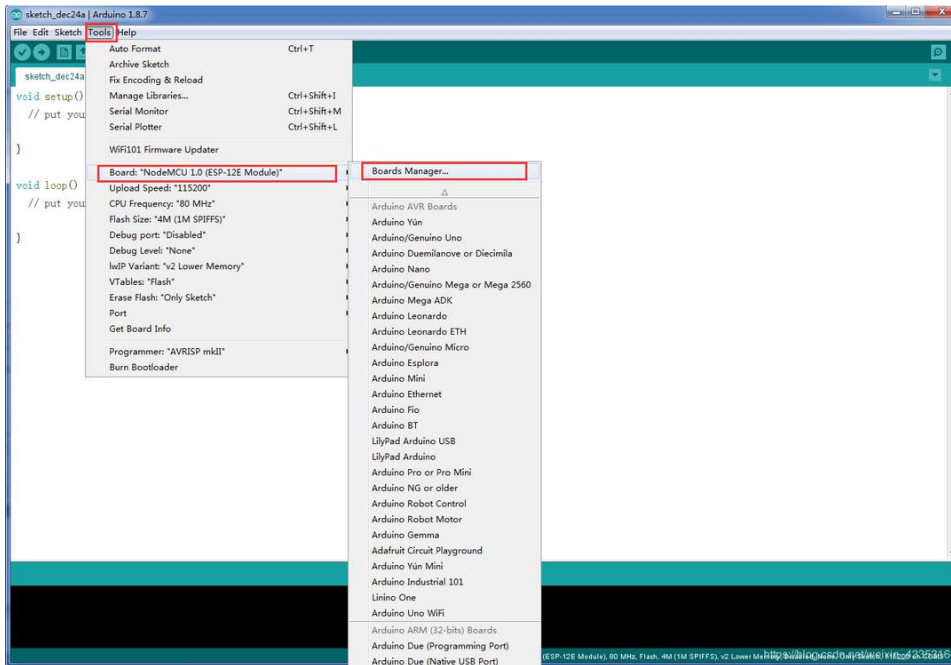 sketch_dec24a | Arduino 1.8.7
File Edit Sketch Tools Help
sketch_dec24a
void setup()
// put you
}
void loop()
// put you
}
Auto Format Ctrl+T
Archive Sketch
Fix Encoding & Reload
Manage Libraries... Ctrl+Shift+I
Serial Monitor Ctrl+Shift+M
Serial Plotter Ctrl+Shift+L
WiFi101 Firmware Updater
Board: "NodeMCU 1.0 (ESP-12E Module)"
Upload Speed: "115200"
CPU Frequency: "80 MHz"
Flash Size: "4M (1M SPIFFS)"
Debug port: "Disabled"
Debug Level: "None"
lwIP Variant: "v2 Lower Memory"
VTables: "Flash"
Erase Flash: "Only Sketch"
Port
Get Board Info
Programmer: "AVRISP mkII"
Burn Bootloader
Boards Manager...
Arduino AVR Boards
Arduino Yún
Arduino/Genuino Uno
Arduino Duemilanove or Diecimila
Arduino Nano
Arduino/Genuino Mega or Mega 2560
Arduino Mega ADK
Arduino Leonardo
Arduino Leonardo ETH
Arduino/Genuino Micro
Arduino Esplora
Arduino Mini
Arduino Ethernet
Arduino Fio
Arduino BT
LilyPad Arduino USB
LilyPad Arduino
Arduino Pro or Pro Mini
Arduino NG or older
Arduino Robot Control
Arduino Robot Motor
Arduino Gemma
Adafruit Circuit Playground
Arduino Yún Mini
Arduino Industrial 101
Linino One
Arduino Uno WiFi
Arduino ARM (32-bits) Boards
Arduino Due (Programming Port)
Arduino Due (Native USB Port)
(ESP-12E Module), 80 MHz, Flash, 4M (1M SPIFFS), v2 Lower